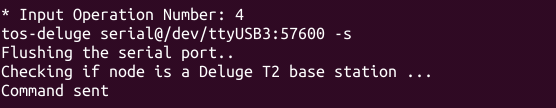 * Input Operation Number: 4
tos-deluge serial@/dev/ttyUSB3:57600 -s
Flushing the serial port..
Checking if node is a Deluge T2 base station ...
Command sent